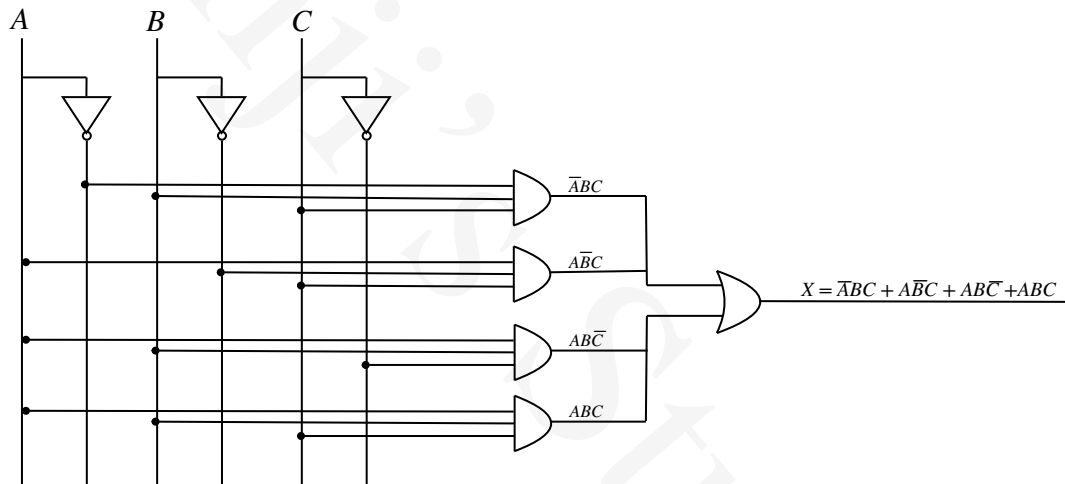 A B C
A̅BC
AB̅C
X = A̅BC + AB̅C + ABC̅ +ABC
ABC̅
ABC